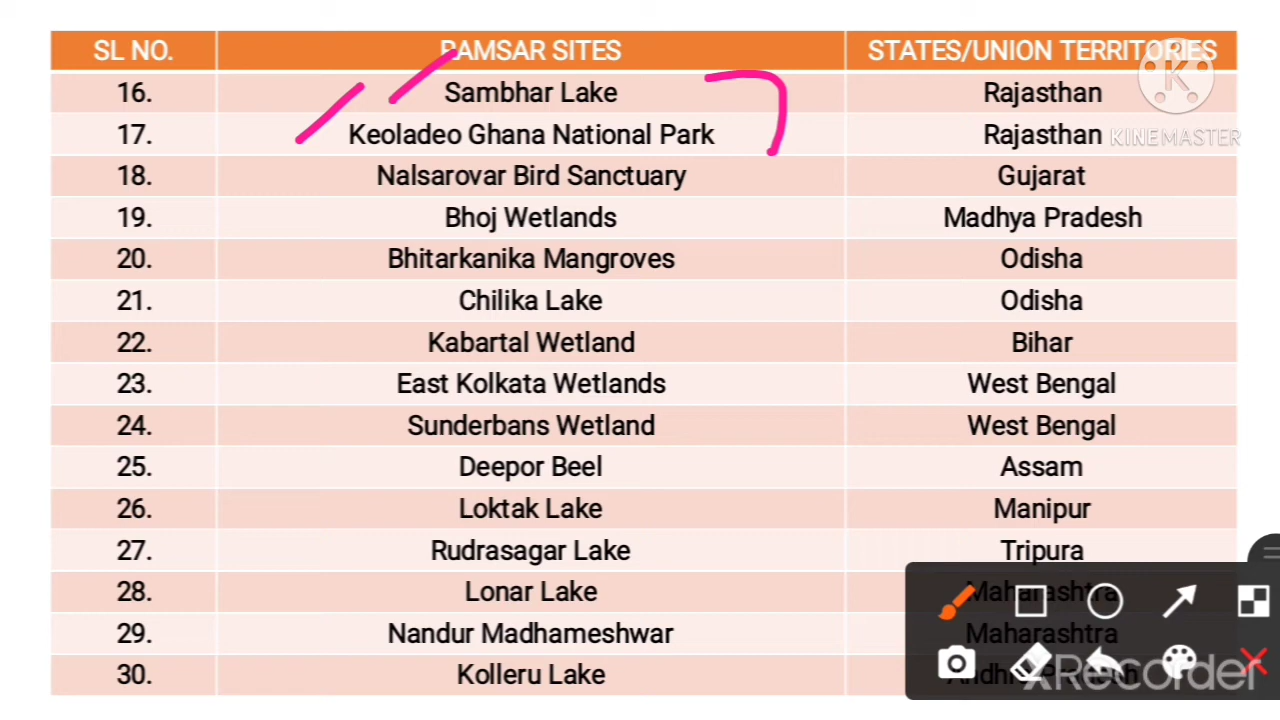 SL NO. RAMSAR SITES STATES/UNION TERRITORIES
16. Sambhar Lake Rajasthan
17. Keoladeo Ghana National Park Rajasthan
KINEMASTER
18. Nalsarovar Bird Sanctuary Gujarat
19. Bhoj Wetlands Madhya Pradesh
20. Bhitarkanika Mangroves Odisha
21. Chilika Lake Odisha
22. Kabartal Wetland Bihar
23. East Kolkata Wetlands West Bengal
24. Sunderbans Wetland West Bengal
25. Deepor Beel Assam
26. Loktak Lake Manipur
27. Rudrasagar Lake Tripura
28. Lonar Lake Maharashtra
29. Nandur Madhameshwar Maharashtra
30. Kolleru Lake Andhra Pradesh
XRecorder